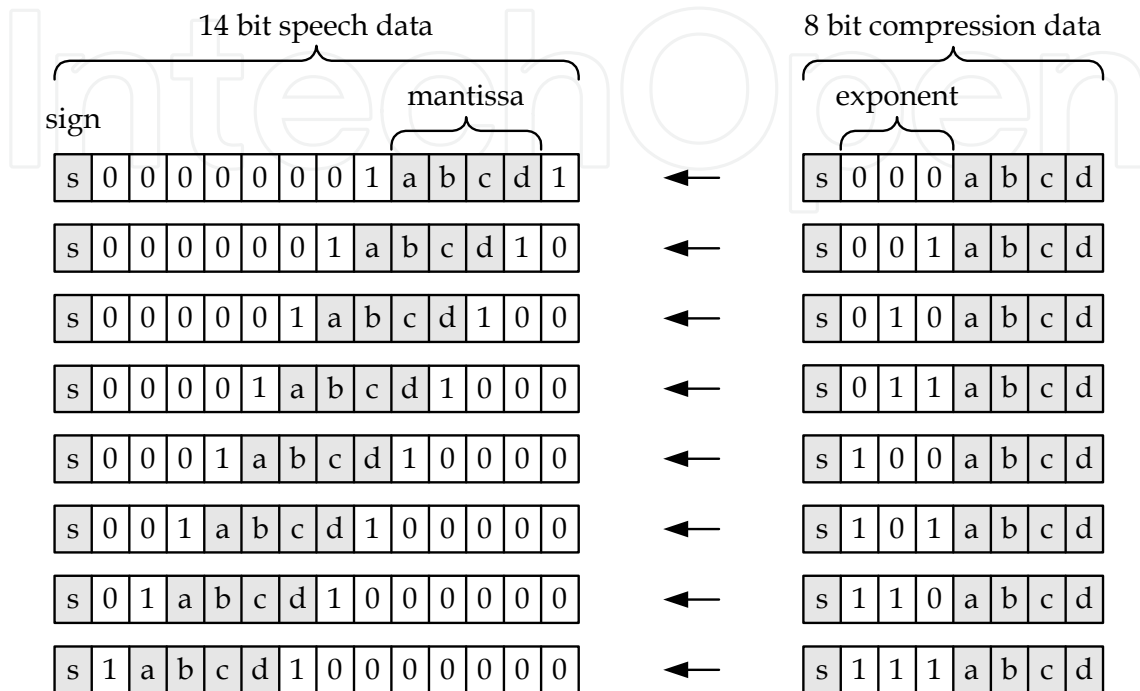 14 bit speech data 8 bit compression data
mantissa exponent
sign
s 0 0 0 0 0 0 0 1 a b c d 1 s 0 0 0 a b c d
s 0 0 0 0 0 0 1 a b c d 1 0 s 0 0 1 a b c d
s 0 0 0 0 0 1 a b c d 1 0 0 s 0 1 0 a b c d
s 0 0 0 0 1 a b c d 1 0 0 0 s 0 1 1 a b c d
s 0 0 0 1 a b c d 1 0 0 0 0 s 1 0 0 a b c d
s 0 0 1 a b c d 1 0 0 0 0 0 s 1 0 1 a b c d
s 0 1 a b c d 1 0 0 0 0 0 0 s 1 1 0 a b c d
s 1 a b c d 1 0 0 0 0 0 0 0 s 1 1 1 a b c d
IntechOpen